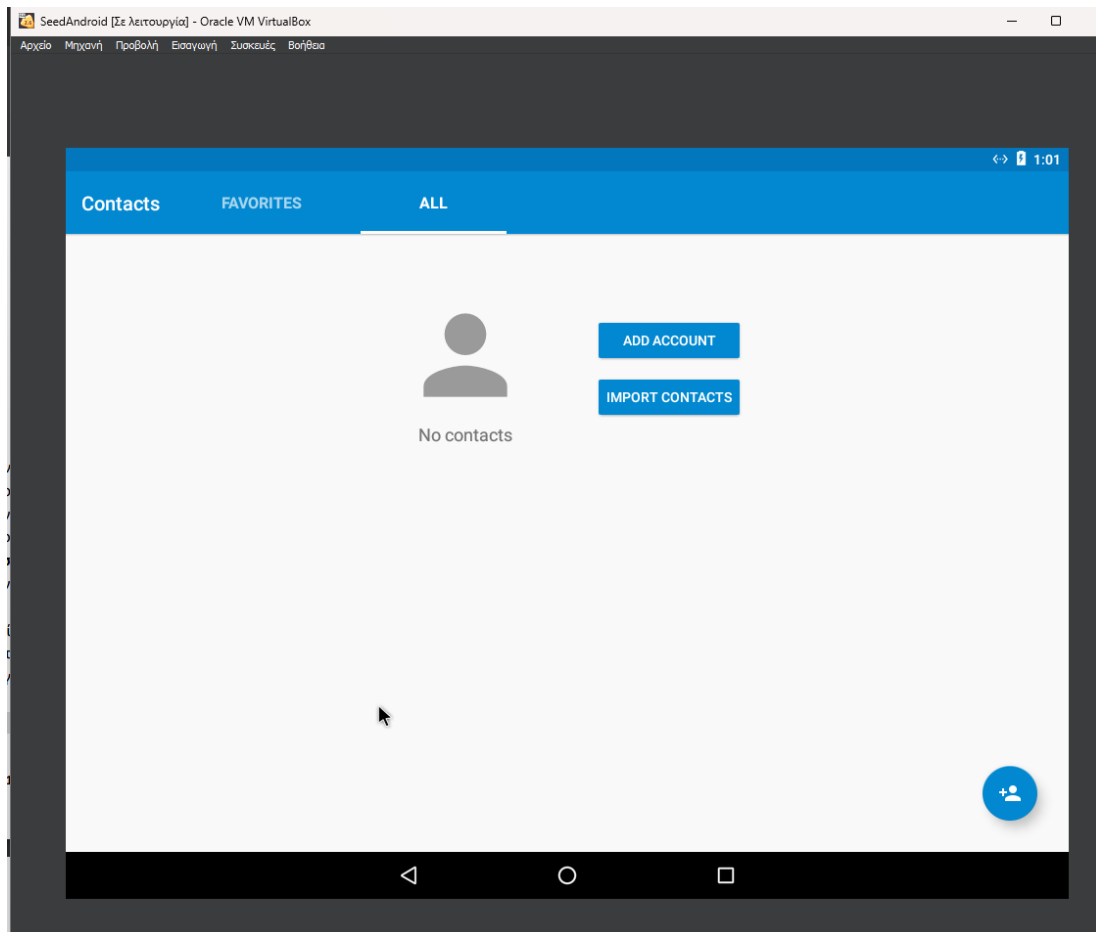 SeedAndroid [Σε λειτουργία] - Oracle VM VirtualBox
Αρχείο Μηχανή Προβολή Εισαγωγή Συσκευές Βοήθεια
1:01
Contacts FAVORITES ALL
ADD ACCOUNT
IMPORT CONTACTS
No contacts